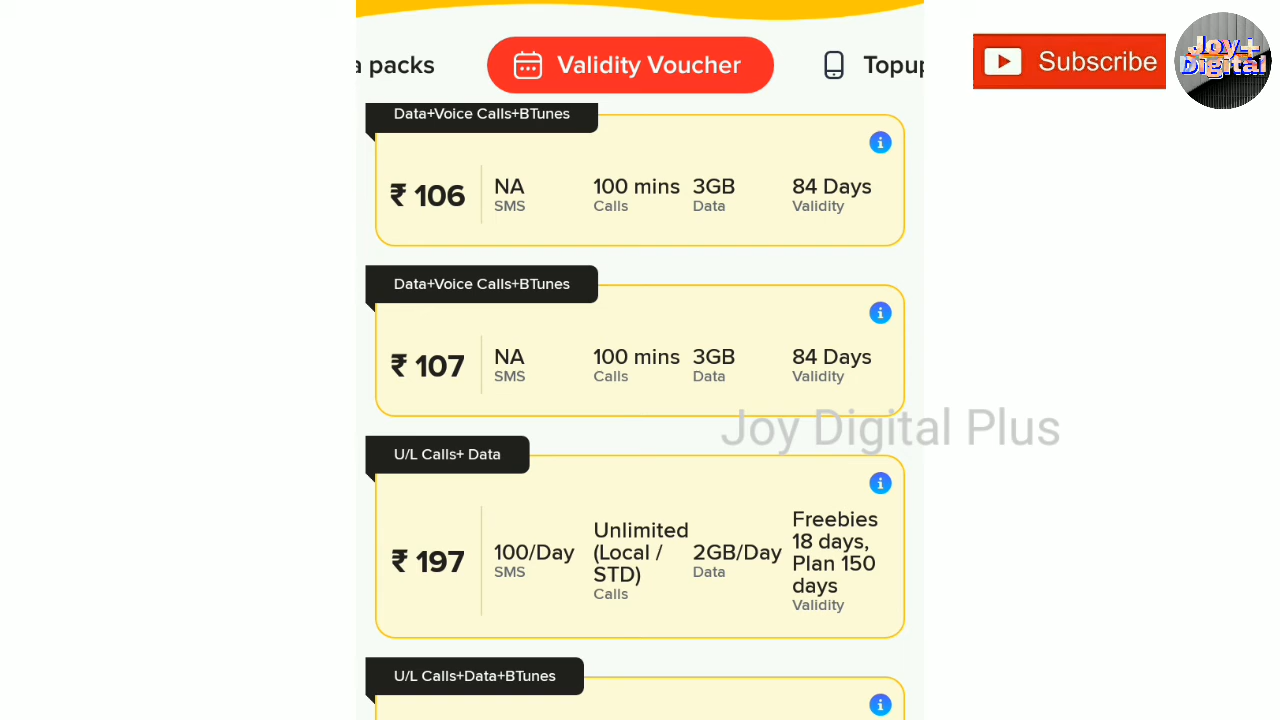 a packs
Validity Voucher
Topup
Subscribe
Joy+
Digital
Data+Voice Calls+BTunes
₹ 106
NA
SMS
100 mins
Calls
3GB
Data
84 Days
Validity
Data+Voice Calls+BTunes
₹ 107
NA
SMS
100 mins
Calls
3GB
Data
84 Days
Validity
Joy Digital Plus
U/L Calls+ Data
₹ 197
100/Day
SMS
Unlimited
(Local /
STD)
Calls
2GB/Day
Data
Freebies
18 days,
Plan 150
days
Validity
U/L Calls+Data+BTunes